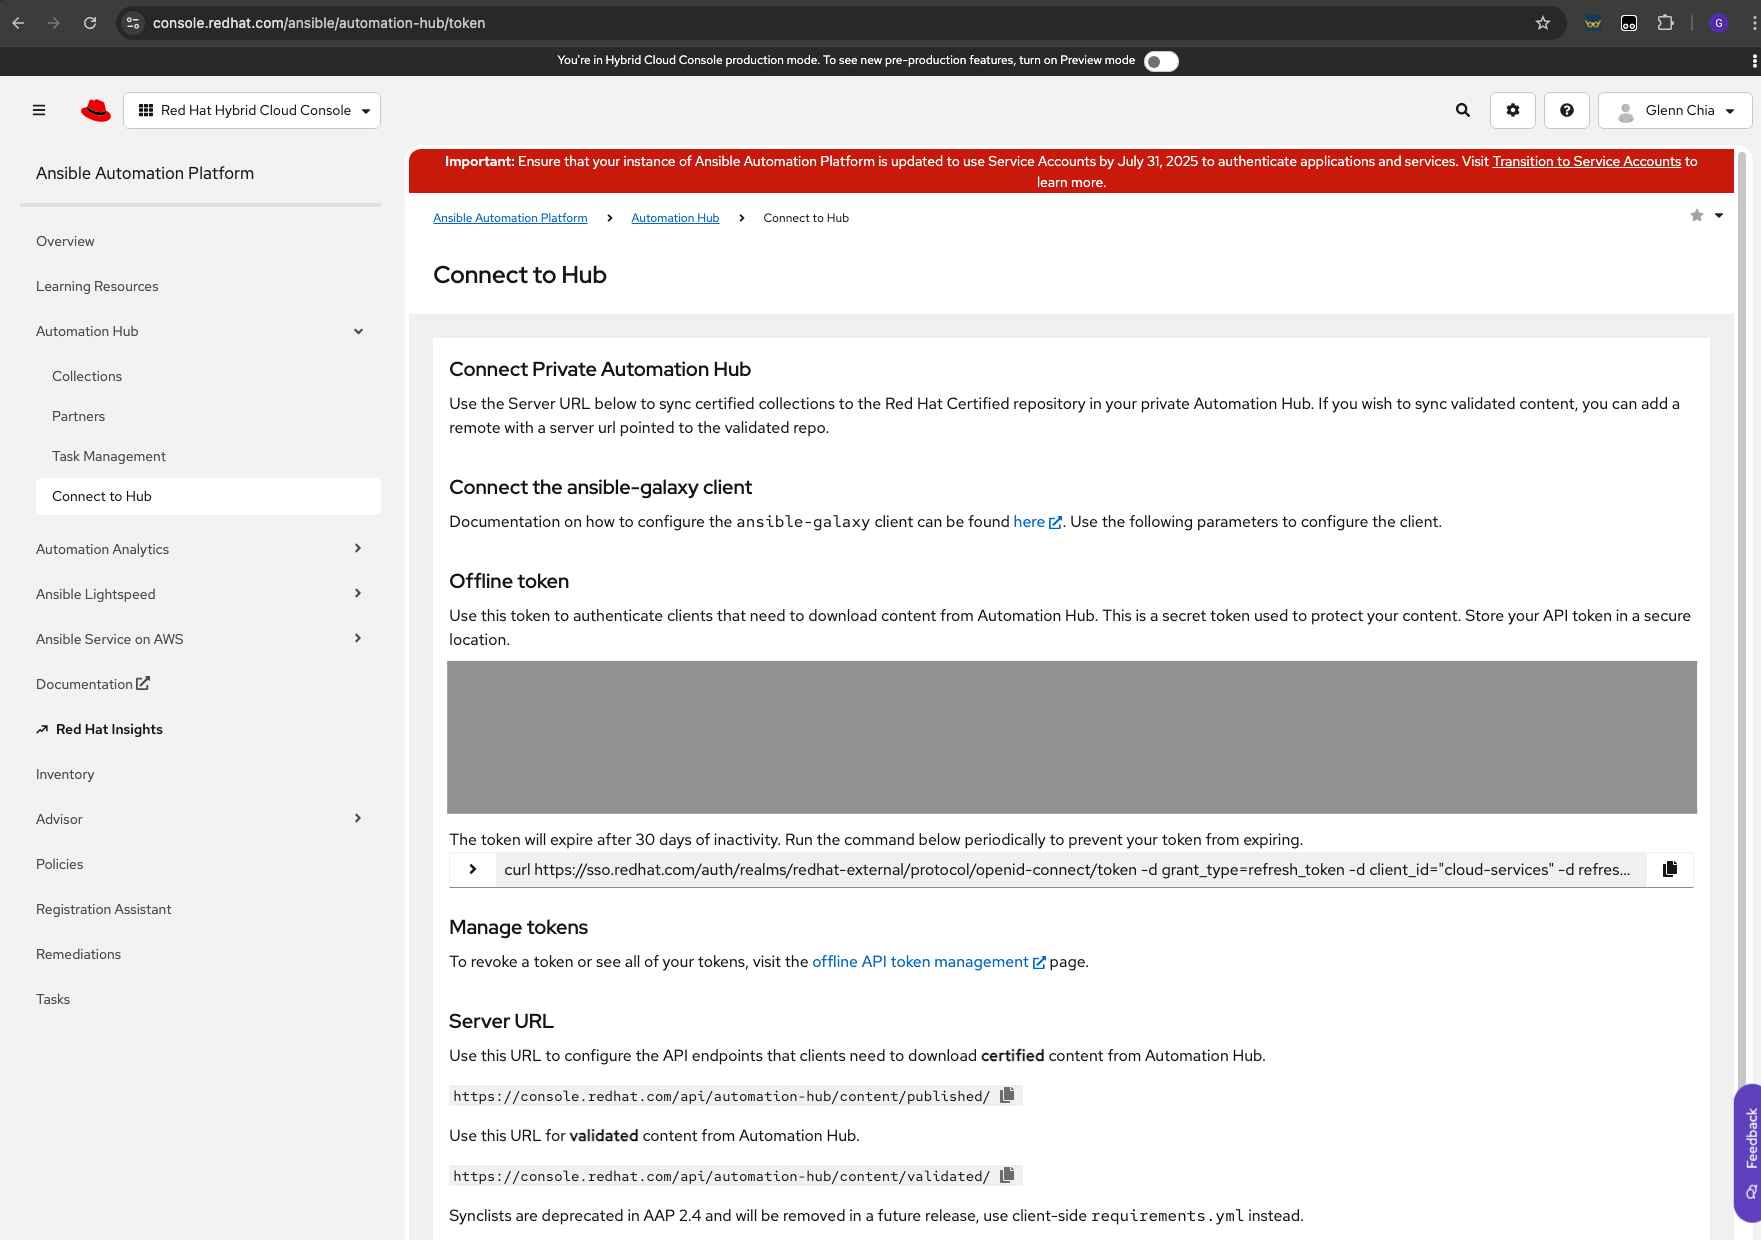 console.redhat.com/ansible/automation-hub/token
G
You're in Hybrid Cloud Console production mode. To see new pre-production features, turn on Preview mode
Red Hat Hybrid Cloud Console
Glenn Chia
Ansible Automation Platform
Overview
Learning Resources
Automation Hub
Collections
Partners
Task Management
Connect to Hub
Automation Analytics
Ansible Lightspeed
Ansible Service on AWS
Documentation
Red Hat Insights
Inventory
Advisor
Policies
Registration Assistant
Remediations
Tasks
Important: Ensure that your instance of Ansible Automation Platform is updated to use Service Accounts by July 31, 2025 to authenticate applications and services. Visit Transition to Service Accounts to
learn more.
Ansible Automation Platform > Automation Hub > Connect to Hub
Connect to Hub
Connect Private Automation Hub
Use the Server URL below to sync certified collections to the Red Hat Certified repository in your private Automation Hub. If you wish to sync validated content, you can add a
remote with a server url pointed to the validated repo.
Connect the ansible-galaxy client
Documentation on how to configure the ansible-galaxy client can be found here. Use the following parameters to configure the client.
Offline token
Use this token to authenticate clients that need to download content from Automation Hub. This is a secret token used to protect your content. Store your API token in a secure
location.
The token will expire after 30 days of inactivity. Run the command below periodically to prevent your token from expiring.
curl https://sso.redhat.com/auth/realms/redhat-external/protocol/openid-connect/token -d grant_type=refresh_token -d client_id="cloud-services" -d refres...
Manage tokens
To revoke a token or see all of your tokens, visit the offline API token management page.
Server URL
Use this URL to configure the API endpoints that clients need to download certified content from Automation Hub.
https://console.redhat.com/api/automation-hub/content/published/
Use this URL for validated content from Automation Hub.
https://console.redhat.com/api/automation-hub/content/validated/
Synclists are deprecated in AAP 2.4 and will be removed in a future release, use client-side requirements.yml instead.
Feedback